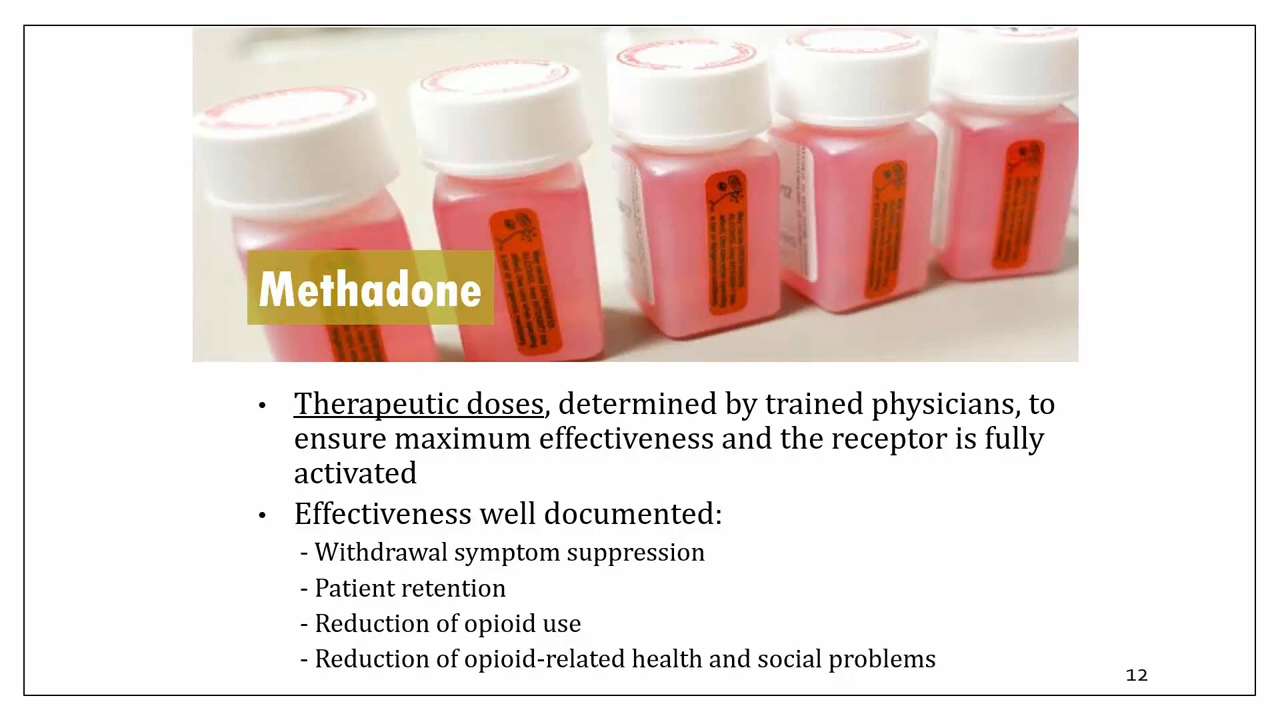 Methadone
• Therapeutic doses, determined by trained physicians, to
ensure maximum effectiveness and the receptor is fully
activated
• Effectiveness well documented:
- Withdrawal symptom suppression
- Patient retention
- Reduction of opioid use
- Reduction of opioid-related health and social problems
12